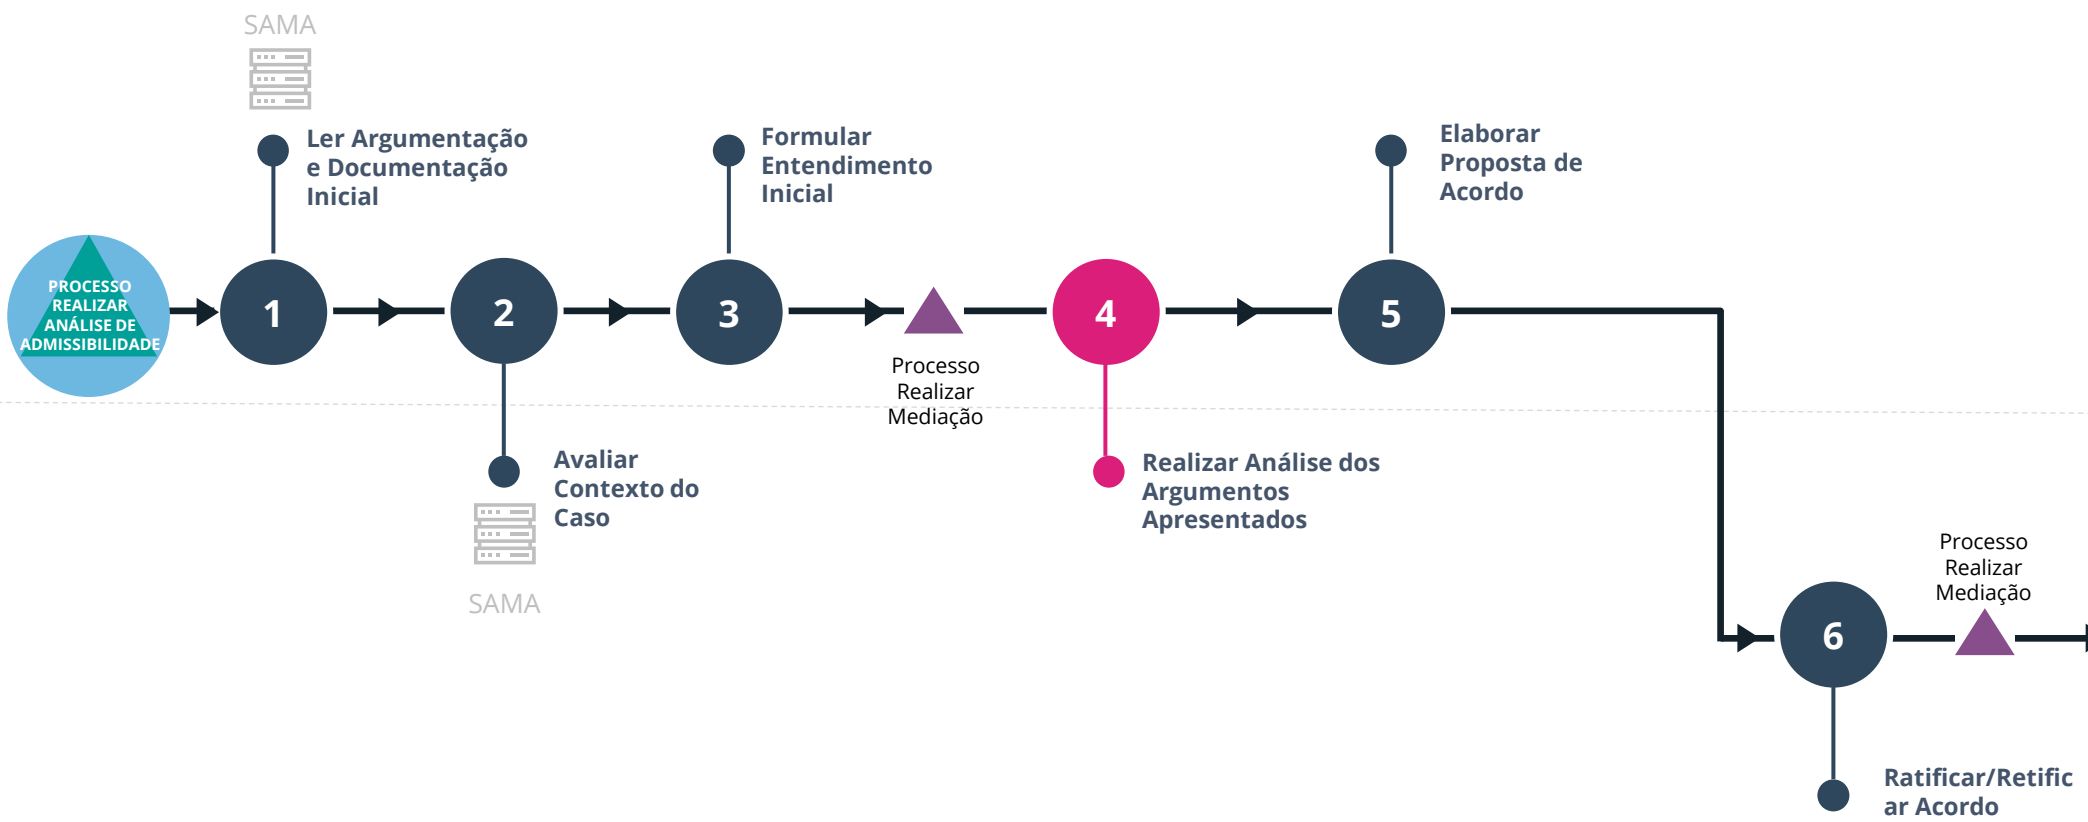 SAMA
Ler Argumentação
e Documentação
Inicial
Formular
Entendimento
Inicial
Elaborar
Proposta de
Acordo
PROCESSO
REALIZAR
ANÁLISE DE
ADMISSIBILIDADE
1
2
3
4
5
Processo
Realizar
Mediação
Avaliar
Contexto do
Caso
SAMA
Realizar Análise dos
Argumentos
Apresentados
6
Processo
Realizar
Mediação
Ratificar/Retific
ar Acordo